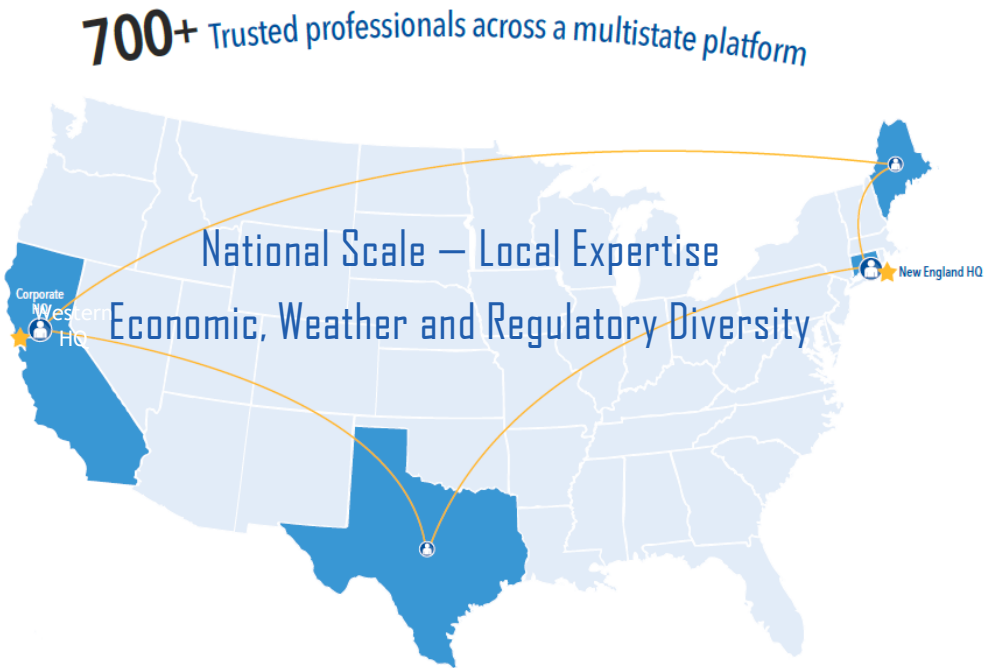 700+ Trusted professionals across a multistate platform
National Scale – Local Expertise
New England HQ
Corporate
HQ
Western
HQ
Economic, Weather and Regulatory Diversity